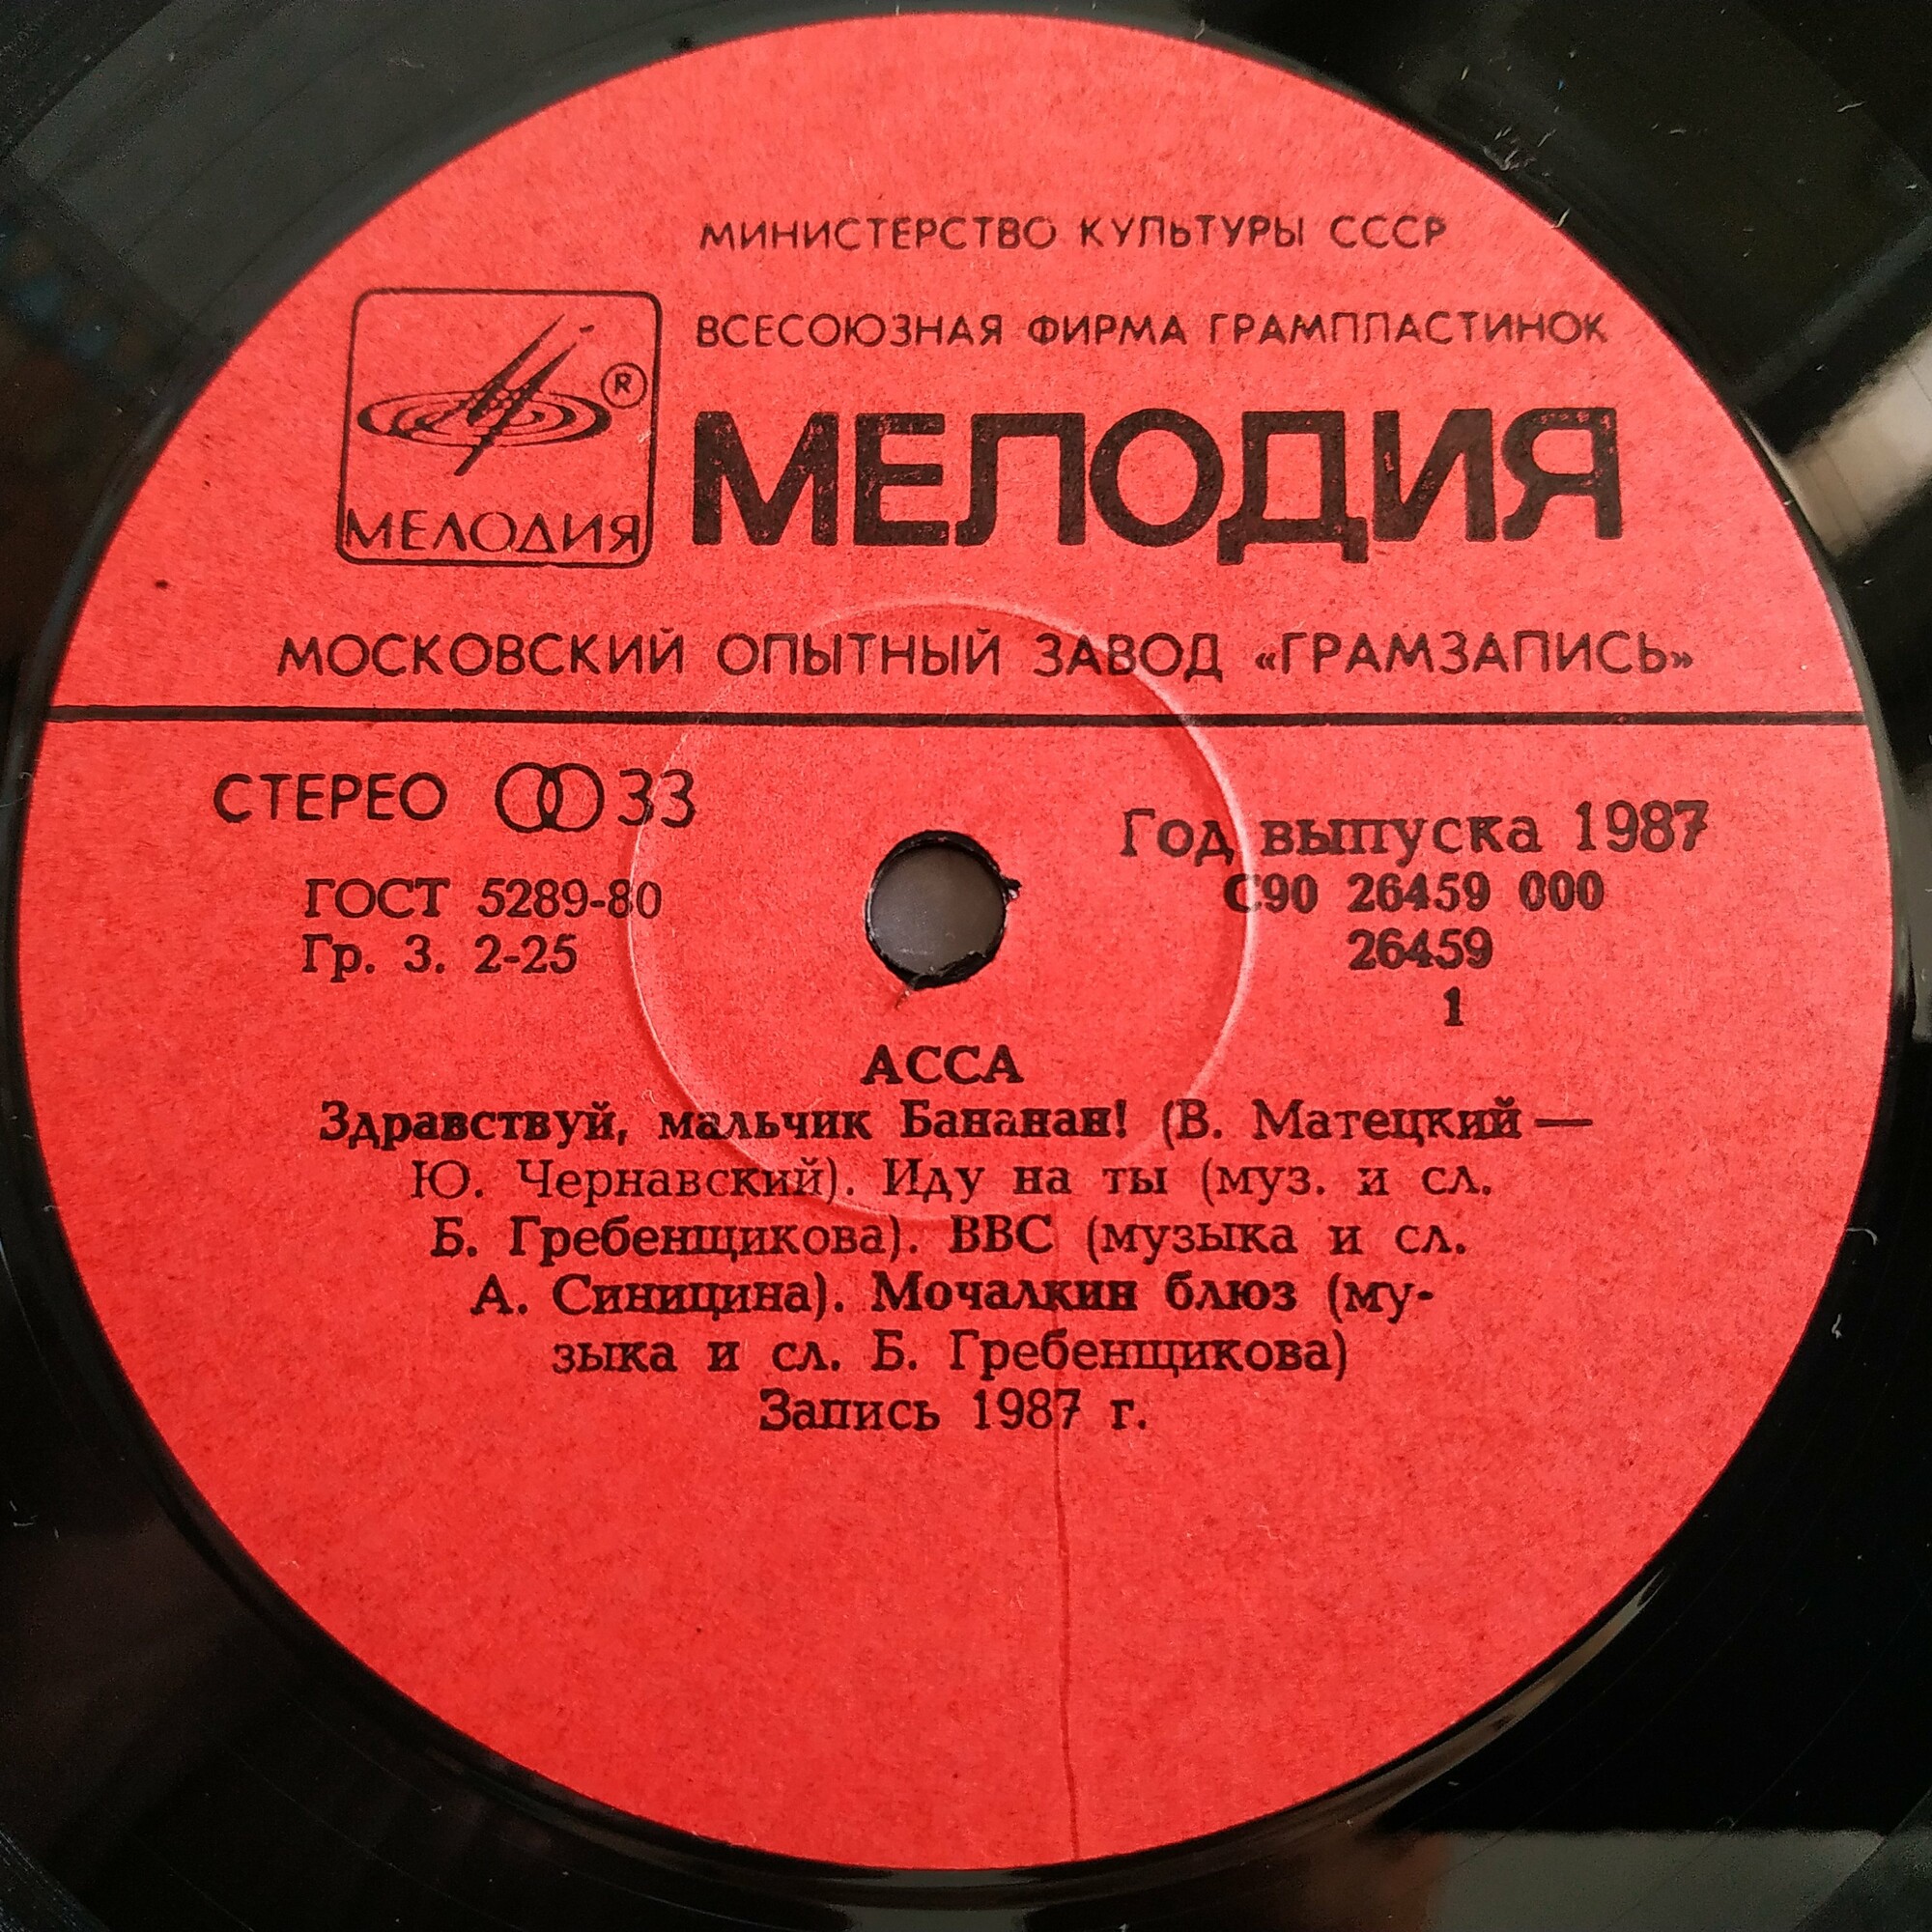 МИНИСТЕРСТВО КУЛЬТУРЫ СССР
ВСЕСОЮЗНАЯ ФИРМА ГРАМПЛАСТИНОК
®
МЕЛОДИЯ
МЕЛОДИЯ
МОСКОВСКИЙ ОПЫТНЫЙ ЗАВОД «ГРАМЗАПИСЬ»
СТЕРЕО 33
Год выпуска 1987
ГОСТ 5289-80
С90 26459 000
Гр. 3. 2-25
26459
1
АССА
Здравствуй, мальчик Бананан! (В. Матецкий —
Ю. Чернавский). Иду на ты (муз. и сл.
Б. Гребенщикова). ВВС (музыка и сл.
А. Синицина). Мочалкин блюз (му-
зыка и сл. Б. Гребенщикова)
Запись 1987 г.